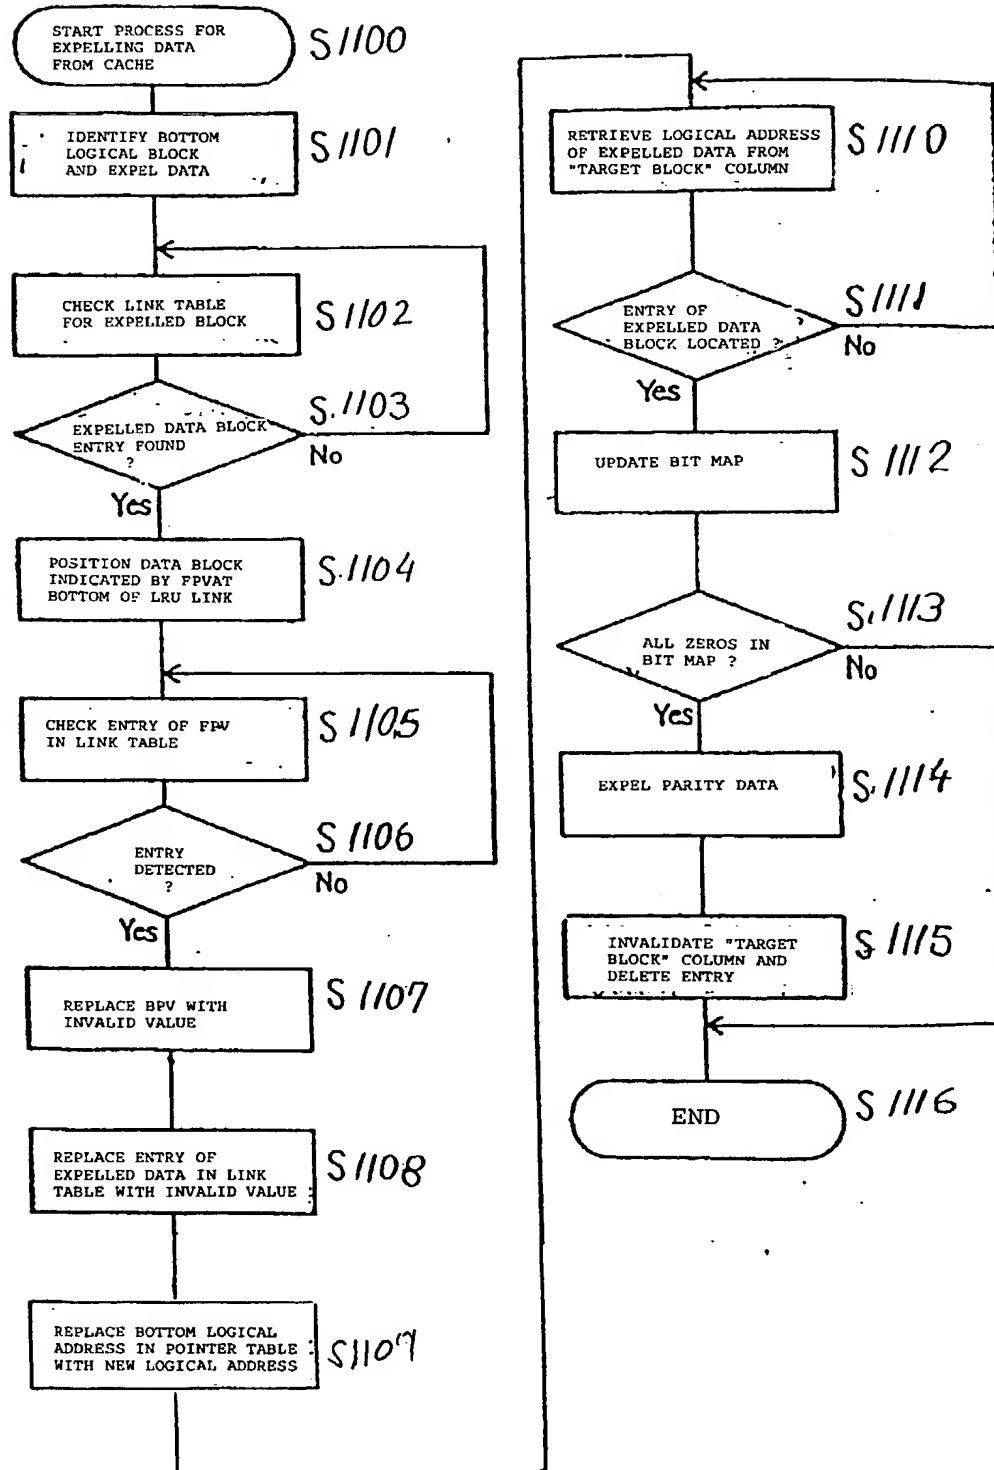 START PROCESS FOR
EXPELLING DATA
FROM CACHE
S1100
IDENTIFY BOTTOM
LOGICAL BLOCK
AND EXPEL DATA
S1101
CHECK LINK TABLE
FOR EXPELLED BLOCK
S1102
EXPELLED DATA BLOCK
ENTRY FOUND
?
S.1103
No
Yes
POSITION DATA BLOCK
INDICATED BY FPVAT
BOTTOM OF LRU LINK
S.1104
CHECK ENTRY OF FPV
IN LINK TABLE
S1105
ENTRY
DETECTED
?
S1106
No
Yes
REPLACE BPV WITH
INVALID VALUE
S1107
REPLACE ENTRY OF
EXPELLED DATA IN LINK
TABLE WITH INVALID VALUE
S1108
REPLACE BOTTOM LOGICAL
ADDRESS IN POINTER TABLE
WITH NEW LOGICAL ADDRESS
S1109
RETRIEVE LOGICAL ADDRESS
OF EXPELLED DATA FROM
"TARGET BLOCK" COLUMN
S1110
ENTRY OF
EXPELLED DATA
BLOCK LOCATED ?
S1111
No
Yes
UPDATE BIT MAP
S1112
ALL ZEROS IN
BIT MAP ?
S.1113
No
Yes
EXPEL PARITY DATA
S.1114
INVALIDATE "TARGET
BLOCK" COLUMN AND
DELETE ENTRY
S1115
END
S1116